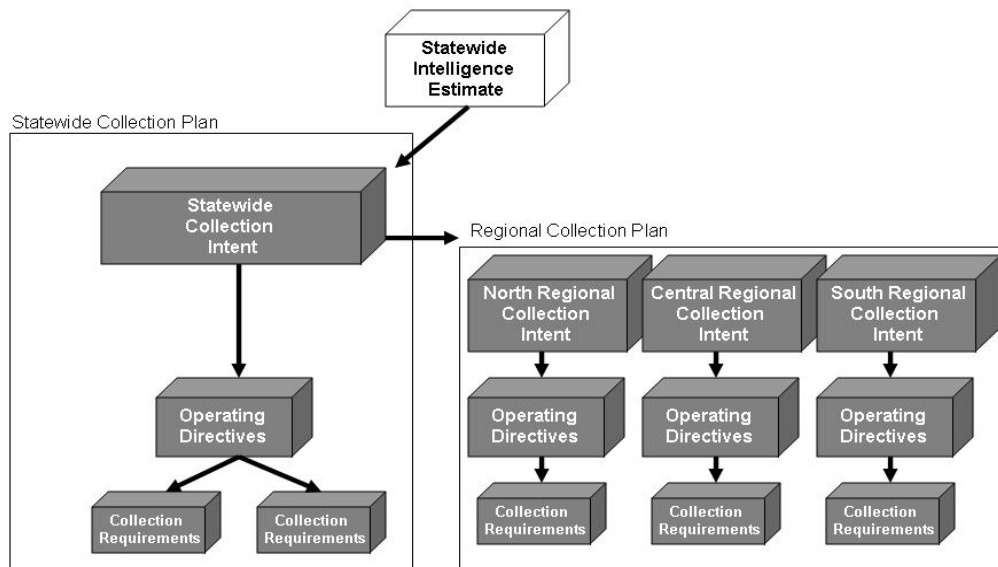 Statewide
Intelligence
Estimate
Statewide Collection Plan
Statewide
Collection
Intent
Regional Collection Plan
North Regional
Collection
Intent
Central Regional
Collection
Intent
South Regional
Collection
Intent
Operating
Directives
Operating
Directives
Operating
Directives
Operating
Directives
Collection
Requirements
Collection
Requirements
Collection
Requirements
Collection
Requirements
Collection
Requirements